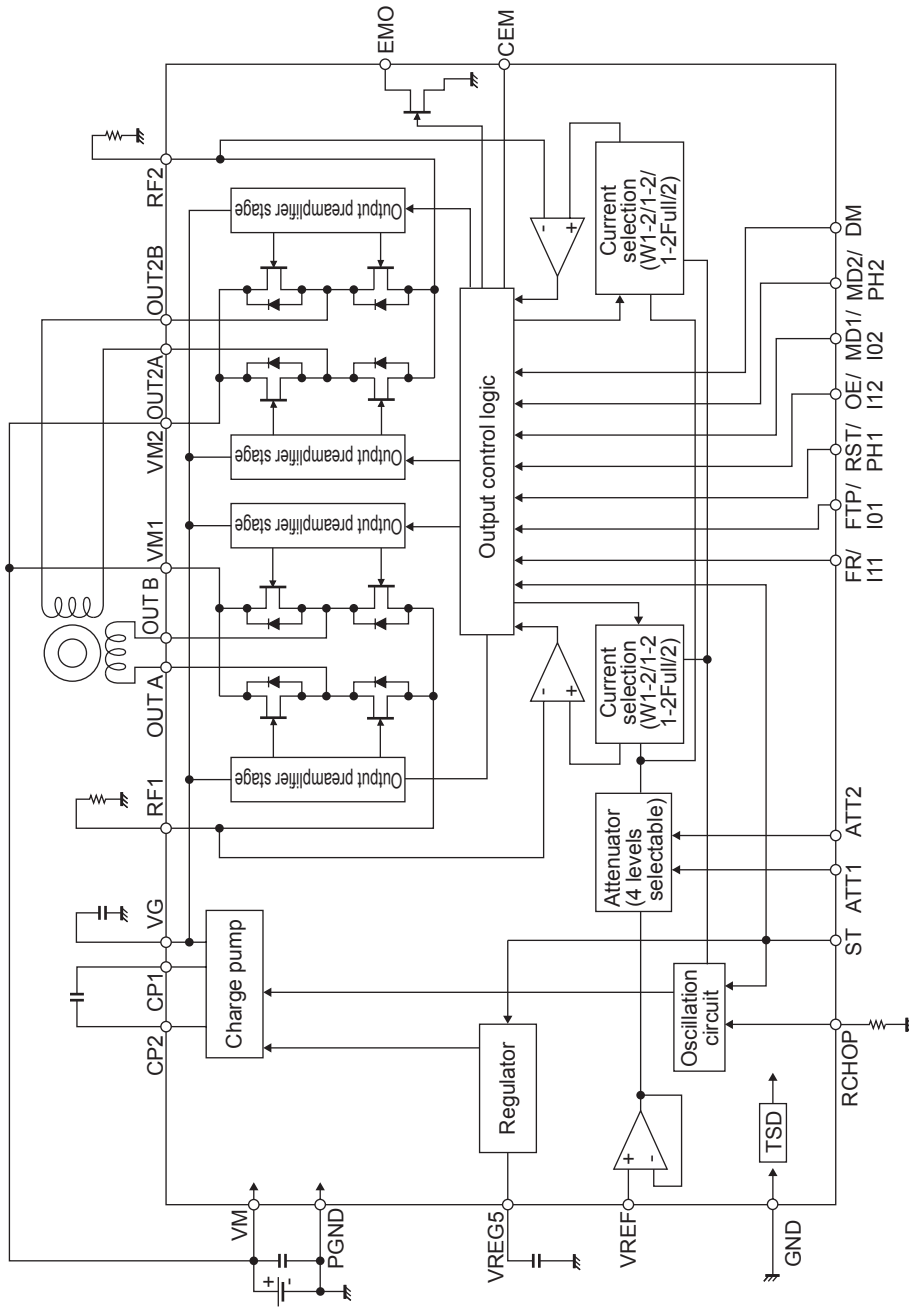 EMO
CEM
RF2
OUT2B
OUT2A
VM2
VM1
OUT B
OUT A
RF1
VG
CP1
CP2
VM
PGND
VREG5
VREF
GND
+
-
Output preamplifier
stage
Output preamplifier
stage
Output preamplifier
stage
Output preamplifier
stage
Charge pump
Regulator
Output control logic
-
+
-
+
+
-
Current
selection
(W1-2/1-2/
1-2Full/2)
Current
selection
(W1-2/1-2
1-2Full/2)
Attenuator
(4 levels
selectable)
Oscillation
circuit
TSD
DM
MD2/
PH2
MD1/
I02
OE/
I12
RST/
PH1
FTP/
I01
FR/
I11
ATT2
ATT1
ST
RCHOP